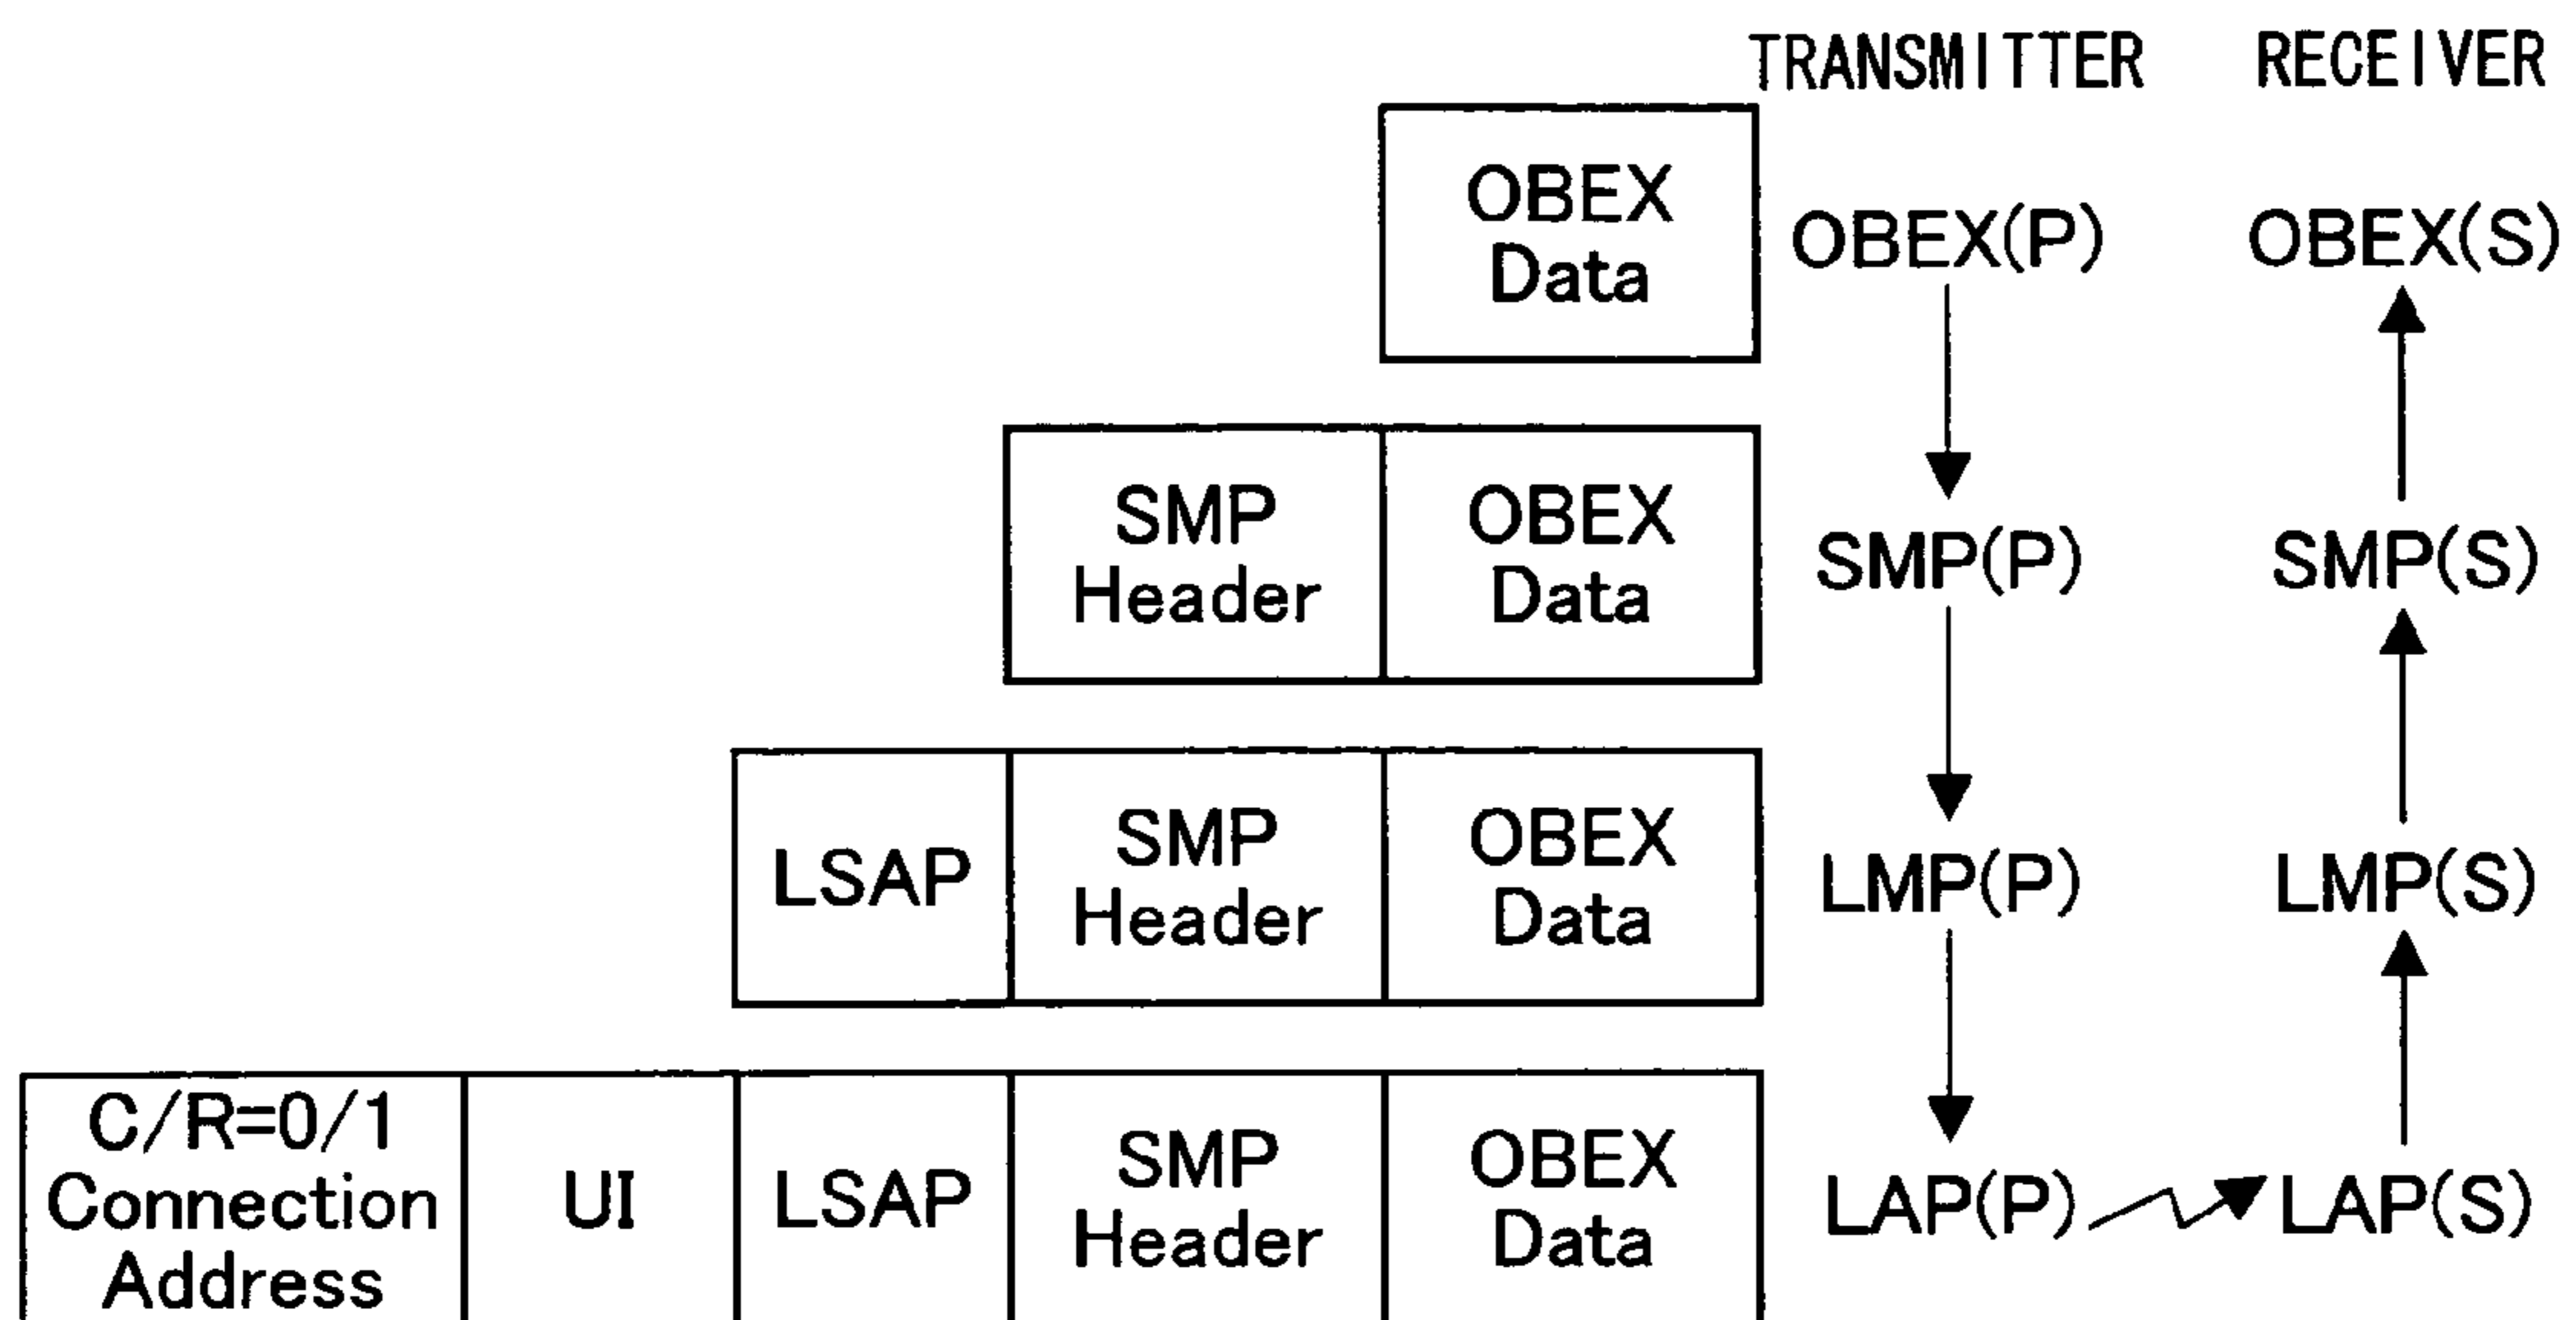 TRANSMITTER RECEIVER
OBEX
Data
OBEX(P) OBEX(S)
SMP
Header
OBEX
Data
SMP(P) SMP(S)
LSAP
SMP
Header
OBEX
Data
LMP(P) LMP(S)
C/R=0/1
Connection
Address
UI
LSAP
SMP
Header
OBEX
Data
LAP(P) LAP(S)